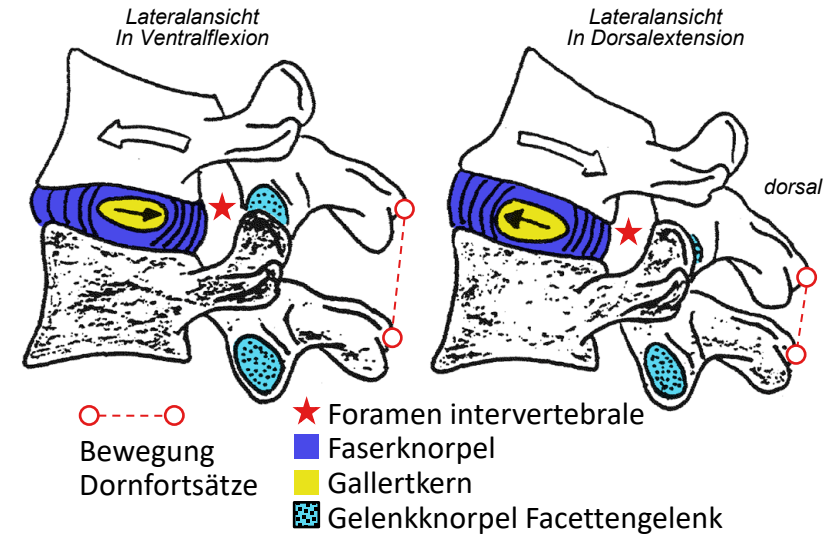 Lateralansicht
In Ventralflexion
Lateralansicht
In Dorsalextension
dorsal
Bewegung
Dornfortsätze
Foramen intervertebrale
Faserknorpel
Gallertkern
Gelenkknorpel Facettengelenk